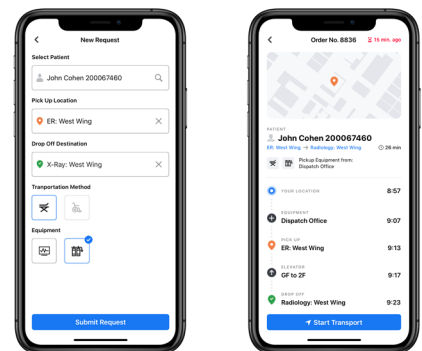 New Request
Select Patient
John Cohen 200067460
Pick Up Location
ER: West Wing
Drop Off Destination
X-Ray: West Wing
Tranportation Method
Equipment
Submit Request
Order No. 8836
15 min. ago
PATIENT
John Cohen 200067460
ER: West Wing → Radiology: West Wing
26 min
Pickup Equipment from:
Dispatch Office
YOUR LOCATION
8:57
EQUIPMENT
Dispatch Office
9:07
PICK UP
ER: West Wing
9:13
ELEVATOR
GF to 2F
9:17
DROP OFF
Radiology: West Wing
9:23
Start Transport